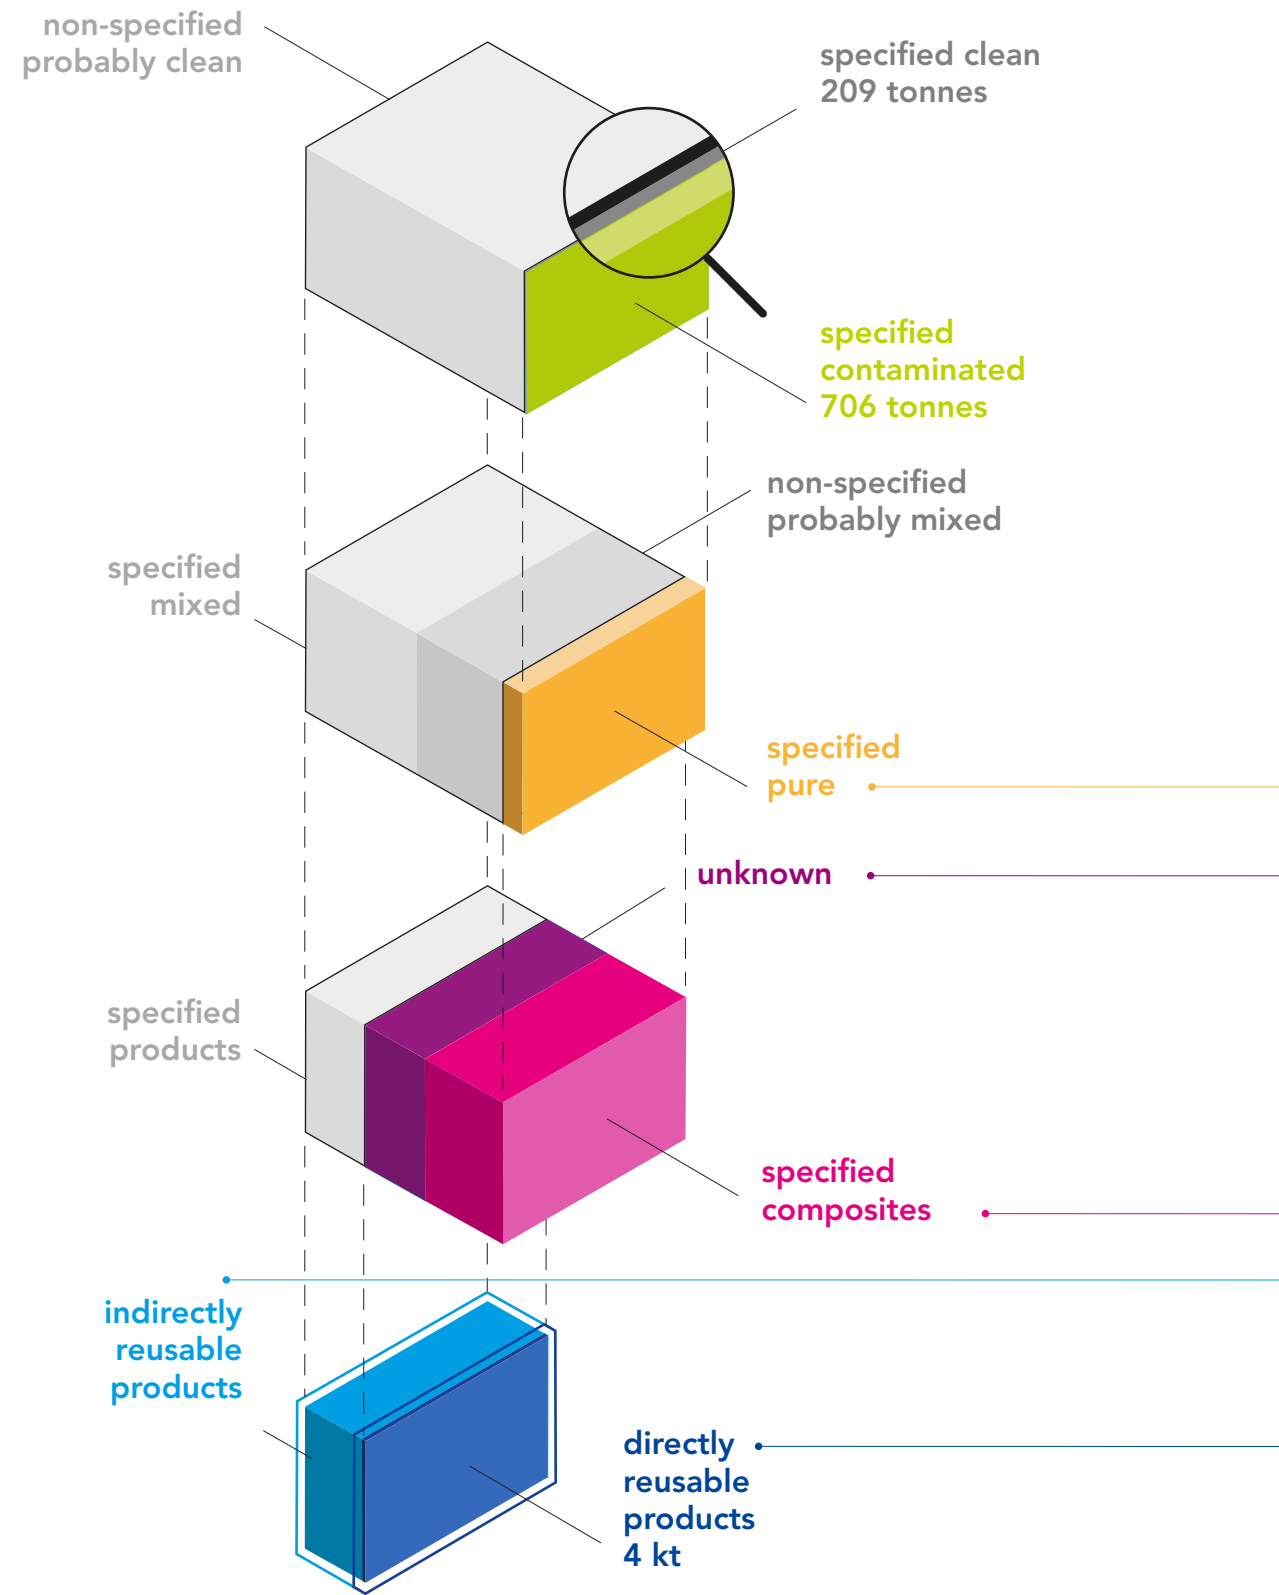 non-specified
probably clean
specified clean
209 tonnes
specified
contaminated
706 tonnes
non-specified
probably mixed
specified
mixed
specified
pure
unknown
specified
products
specified
composites
indirectly
reusable
products
directly
reusable
products
4 kt